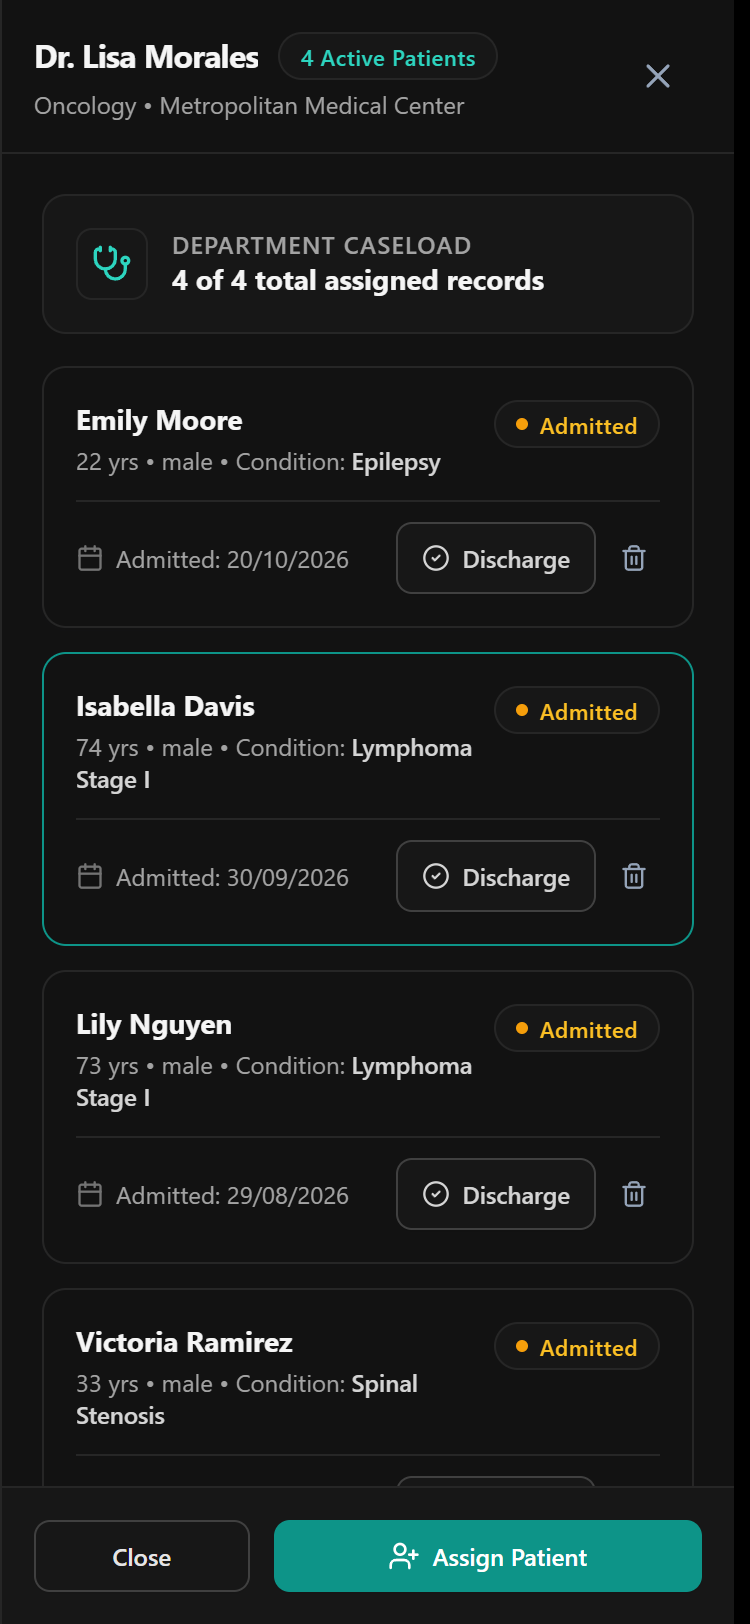 Dr. Lisa Morales
4 Active Patients
Oncology • Metropolitan Medical Center
DEPARTMENT CASELOAD
4 of 4 total assigned records
Emily Moore
Admitted
22 yrs • male • Condition: Epilepsy
Admitted: 20/10/2026
Discharge
Isabella Davis
Admitted
74 yrs • male • Condition: Lymphoma
Stage I
Admitted: 30/09/2026
Discharge
Lily Nguyen
Admitted
73 yrs • male • Condition: Lymphoma
Stage I
Admitted: 29/08/2026
Discharge
Victoria Ramirez
Admitted
33 yrs • male • Condition: Spinal
Stenosis
Close
Assign Patient